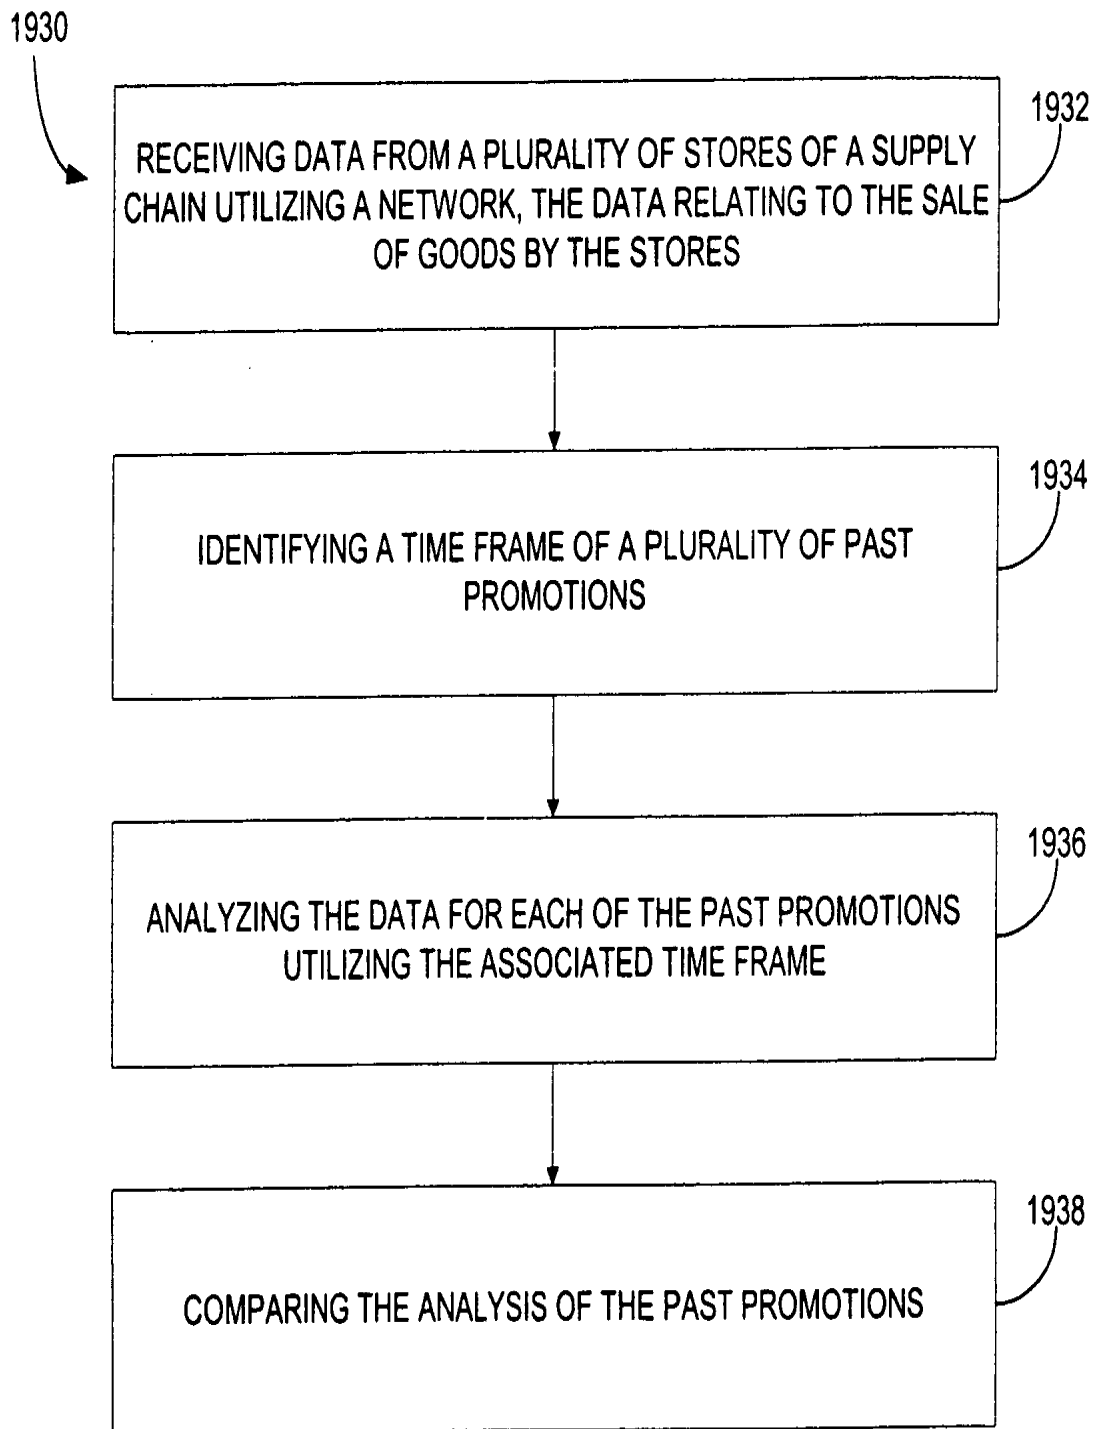 1930
1932
RECEIVING DATA FROM A PLURALITY OF STORES OF A SUPPLY
CHAIN UTILIZING A NETWORK, THE DATA RELATING TO THE SALE
OF GOODS BY THE STORES
1934
IDENTIFYING A TIME FRAME OF A PLURALITY OF PAST
PROMOTIONS
1936
ANALYZING THE DATA FOR EACH OF THE PAST PROMOTIONS
UTILIZING THE ASSOCIATED TIME FRAME
1938
COMPARING THE ANALYSIS OF THE PAST PROMOTIONS